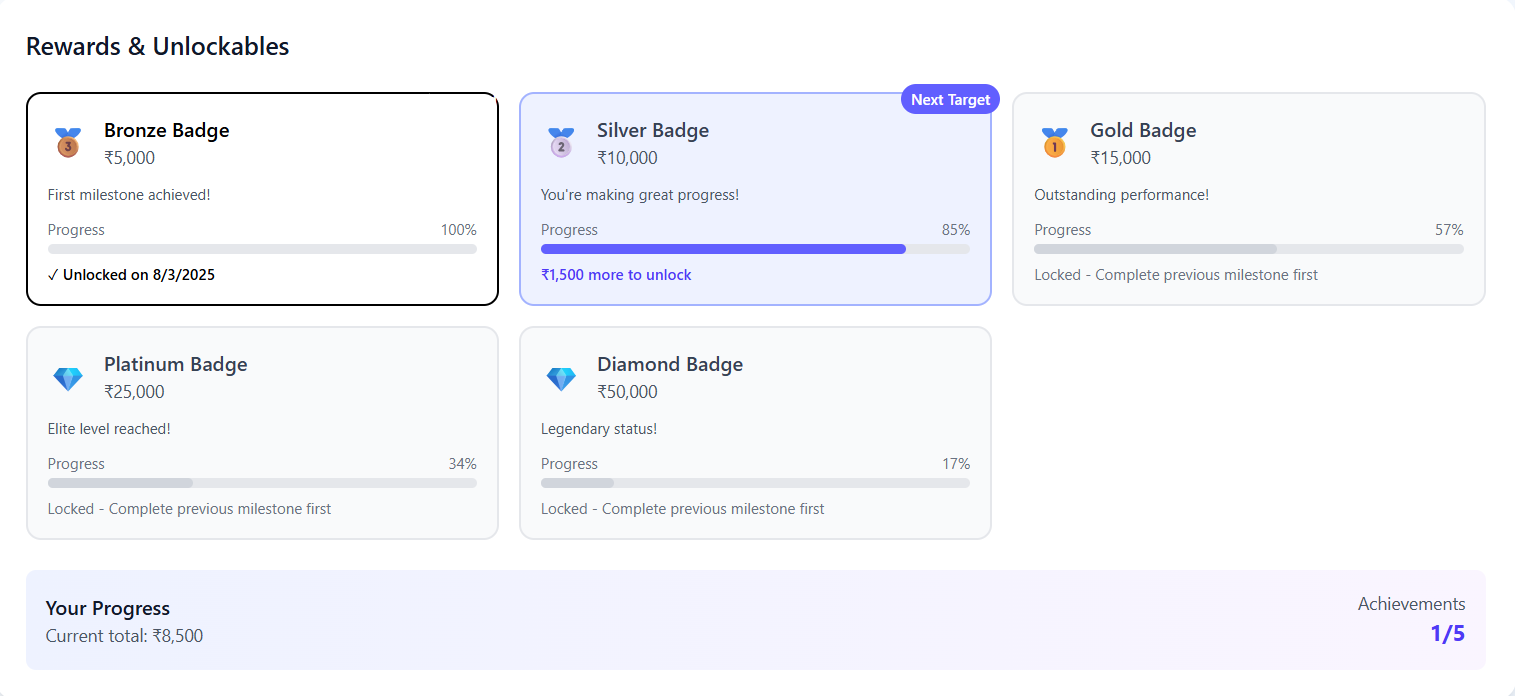 Rewards & Unlockables
Next Target
3
Bronze Badge
₹5,000
First milestone achieved!
Progress 100%
✓ Unlocked on 8/3/2025
2
Silver Badge
₹10,000
You're making great progress!
Progress 85%
₹1,500 more to unlock
1
Gold Badge
₹15,000
Outstanding performance!
Progress 57%
Locked - Complete previous milestone first
Platinum Badge
₹25,000
Elite level reached!
Progress 34%
Locked - Complete previous milestone first
Diamond Badge
₹50,000
Legendary status!
Progress 17%
Locked - Complete previous milestone first
Your Progress
Current total: ₹8,500
Achievements
1/5